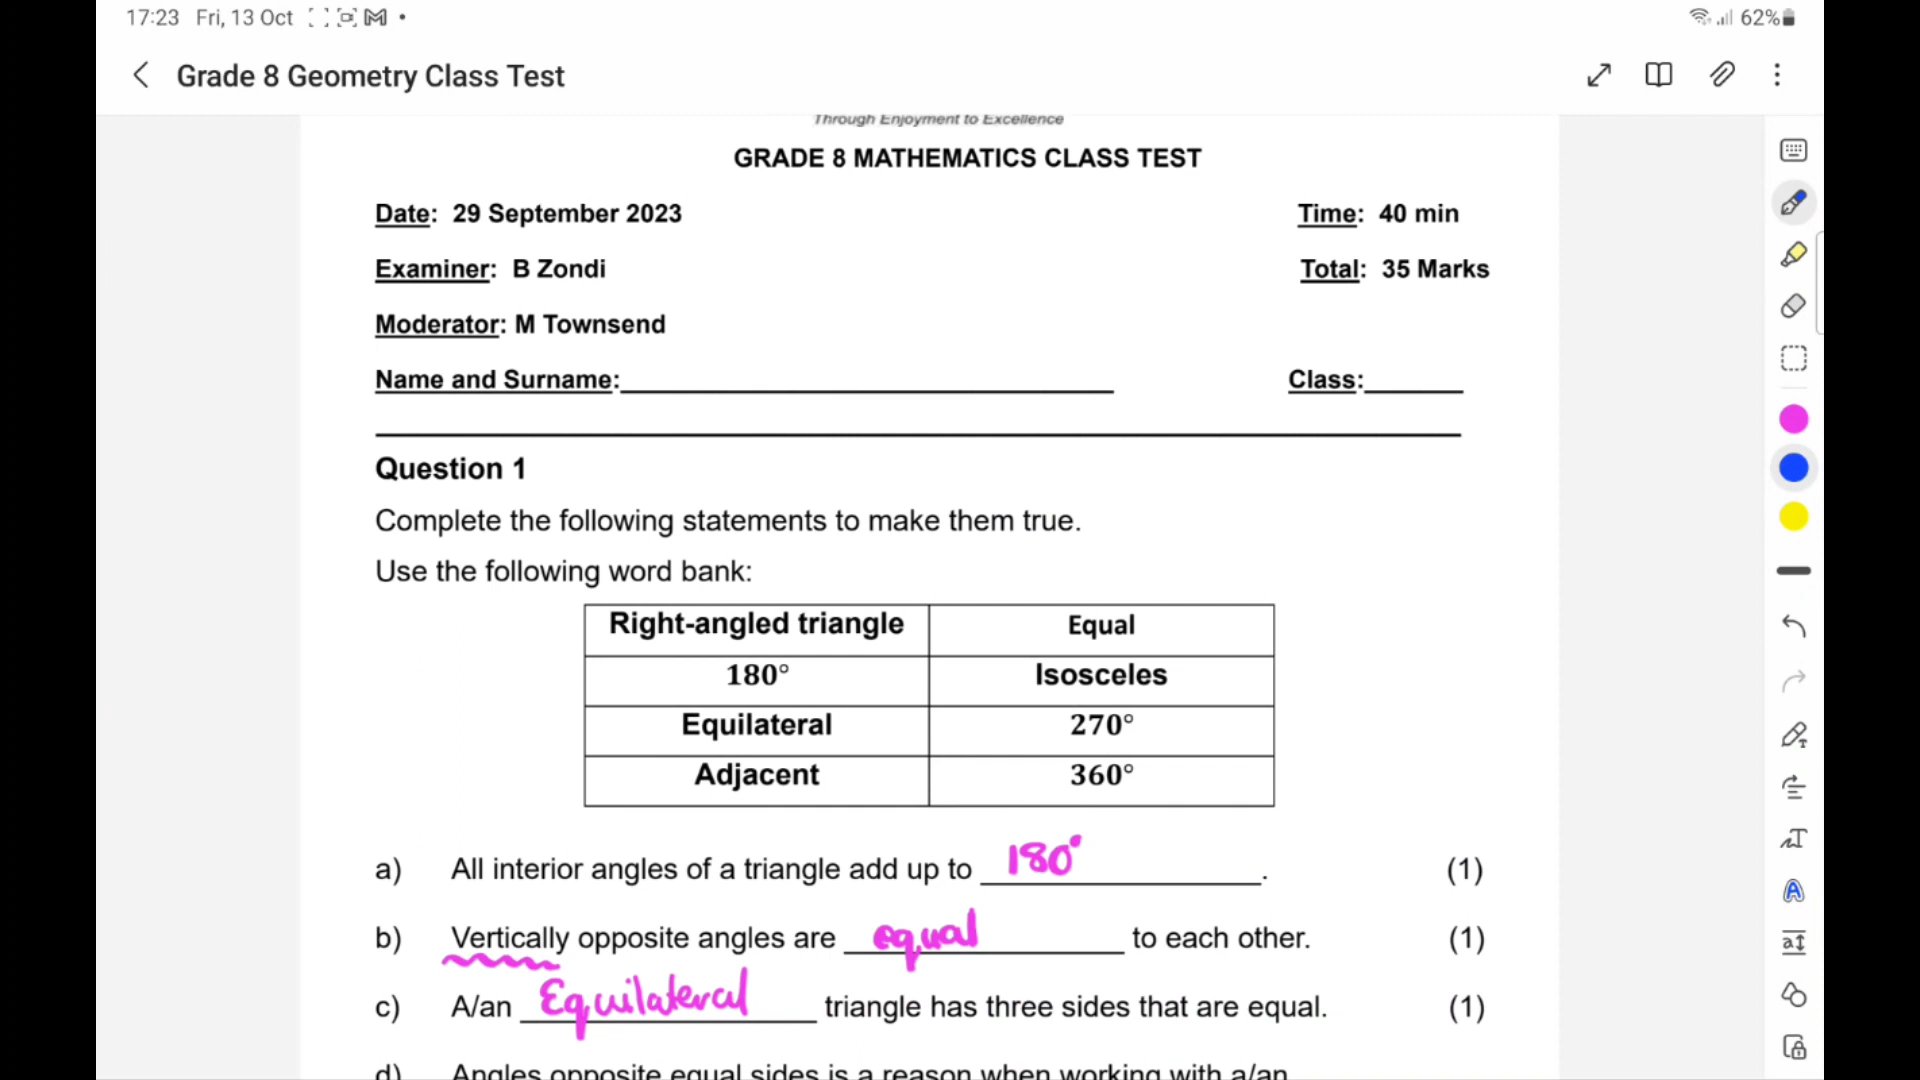 17:23 Fri, 13 Oct
62%
Grade 8 Geometry Class Test
Through Enjoyment to Excellence
GRADE 8 MATHEMATICS CLASS TEST
Date: 29 September 2023 Time: 40 min
Examiner: B Zondi Total: 35 Marks
Moderator: M Townsend
Name and Surname: Class:
Question 1
Complete the following statements to make them true.
Use the following word bank:
Right-angled triangle Equal
180° Isosceles
Equilateral 270°
Adjacent 360°
a) All interior angles of a triangle add up to 180°. (1)
b) Vertically opposite angles are equal to each other. (1)
c) A/an Equilateral triangle has three sides that are equal. (1)
d) Angles opposite equal sides is a reason when working with a/an